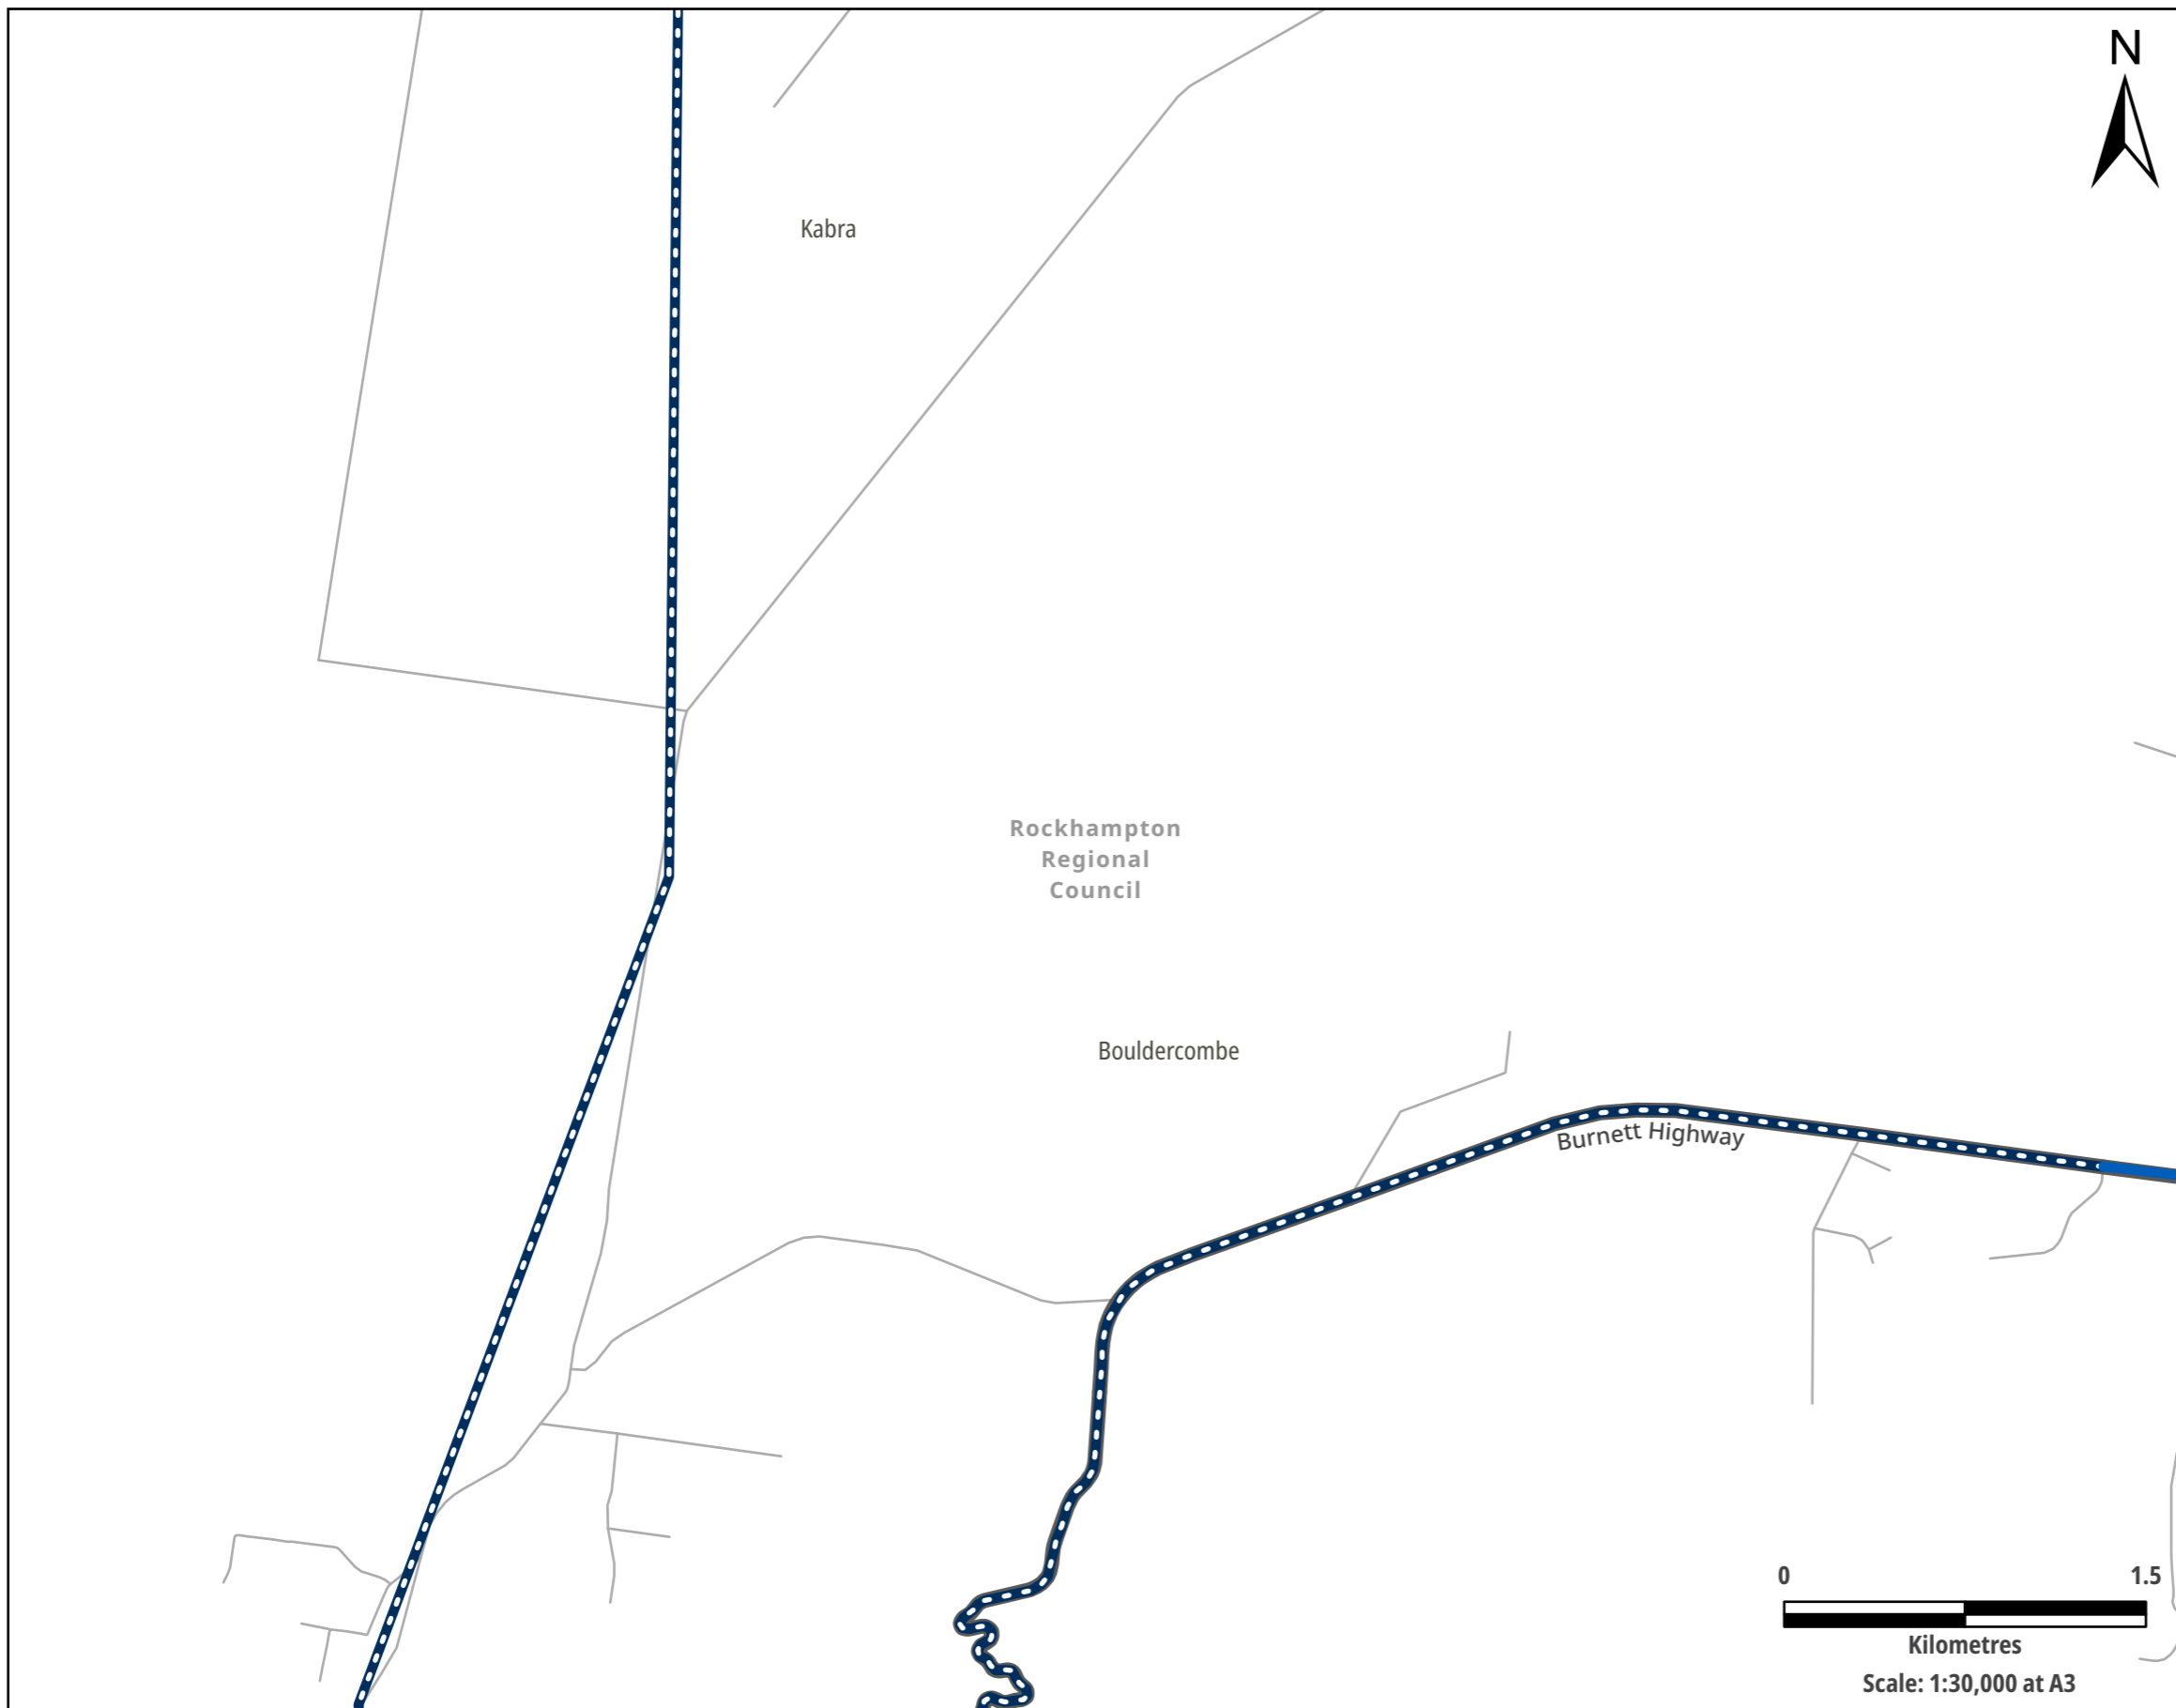 N
Kabra
Rockhampton
Regional
Council
Bouldercombe
Burnett Highway
0 1.5
Kilometres
Scale: 1:30,000 at A3